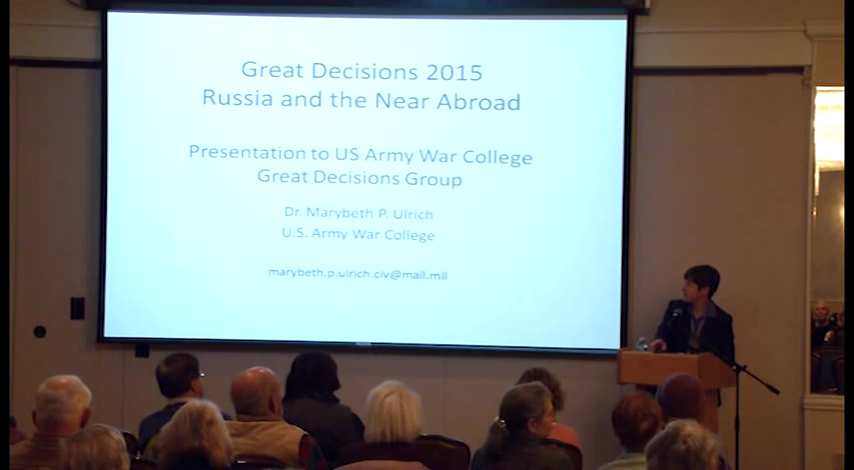 Great Decisions 2015
Russia and the Near Abroad
Presentation to US Army War College
Great Decisions Group
Dr. Marybeth P. Ulrich
U.S. Army War College
marybeth.p.ulrich.civ@mail.mil